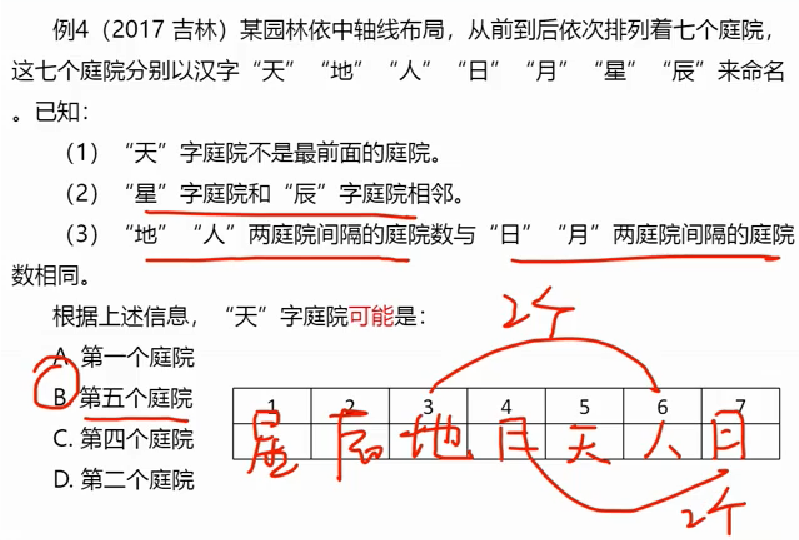 例4（2017 吉林）某园林依中轴线布局，从前到后依次排列着七个庭院，
这七个庭院分别以汉字“天”“地”“人”“日”“月”“星”“辰”来命名
。已知：
（1）“天”字庭院不是最前面的庭院。
（2）“星”字庭院和“辰”字庭院相邻。
（3）“地”“人”两庭院间隔的庭院数与“日”“月”两庭院间隔的庭院
数相同。
根据上述信息，“天”字庭院可能是：
2个
A. 第一个庭院
B. 第五个庭院
1 2 3 4 5 6 7
C. 第四个庭院
星 辰 地 月 天 人 日
D. 第二个庭院
2个